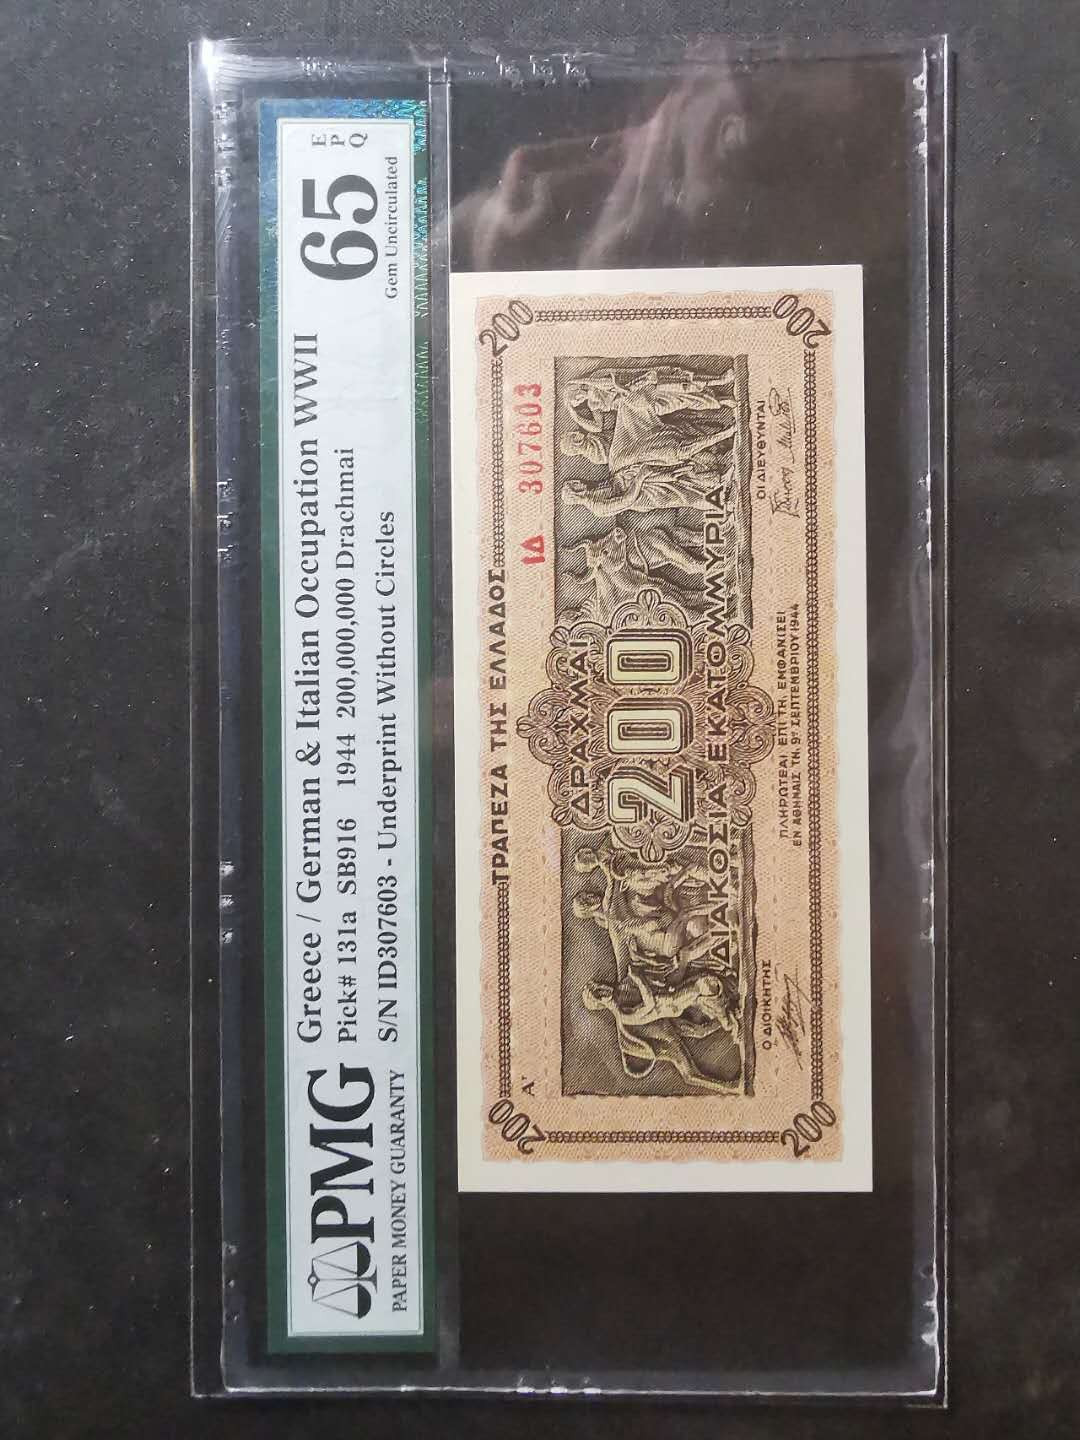 PMG
PAPER MONEY GUARANTY
Greece / German & Italian Occupation WWII
Pick# 131a SB916 1944 200,000,000 Drachmai
S/N ID307603 - Underprint Without Circles
65
E
P
Q
Gem Uncirculated
200
200
ΤΡΑΠΕΖΑ ΤΗΣ ΕΛΛΑΔΟΣ
Α'
ΙΔ 307603
ΔΡΑΧΜΑΙ
200
ΔΙΑΚΟΣΙΑ ΕΚΑΤΟΜΜΥΡΙΑ
Ο ΔΙΟΙΚΗΤΗΣ
ΠΛΗΡΩΤΕΑΙ ΕΠΙ ΤΗ ΕΜΦΑΝΙΣΕΙ
ΕΝ ΑΘΗΝΑΙΣ ΤΗ, 9ῃ ΣΕΠΤΕΜΒΡΙΟΥ 1944
ΟΙ ΔΙΕΥΘΥΝΤΑΙ
200
200